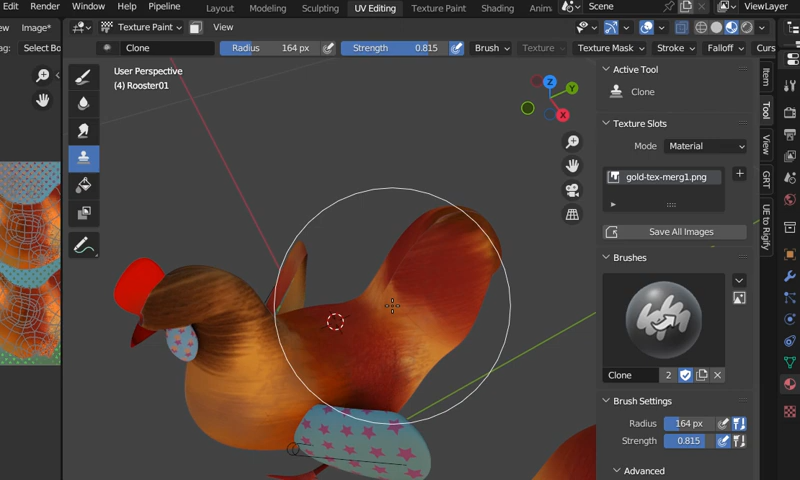 Edit Render Window Help Layout Modeling Sculpting UV Editing Texture Paint Shading Anim Scene ViewLayer
Image* Texture Paint View
Select Bo Clone Radius 164 px Strength 0.815 Brush Texture Texture Mask Stroke Falloff Curs
User Perspective
(4) Rooster01
Z
Y
X
Item
Tool
View
GRT
UE to Rigify
Active Tool
Clone
Texture Slots
Mode Material
gold-tex-merg1.png
Save All Images
Brushes
Clone 2
Brush Settings
Radius 164 px
Strength 0.815
Advanced